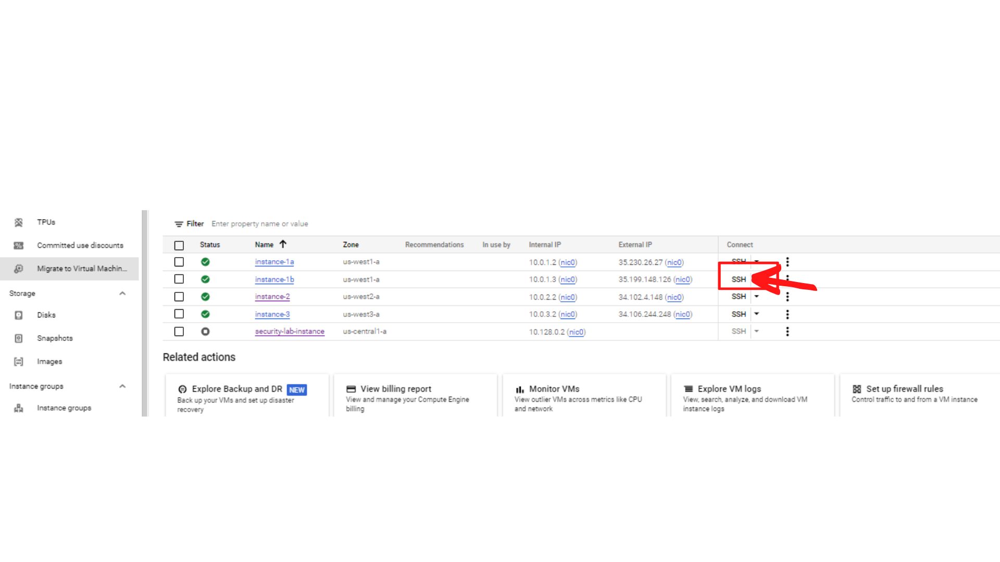 TPUs
Committed use discounts
Migrate to Virtual Machin...
Storage
Disks
Snapshots
Images
Instance groups
Instance groups
Filter Enter property name or value
Status Name Zone Recommendations In use by Internal IP External IP Connect
instance-1a us-west1-a 10.0.1.2 (nic0) 35.230.26.27 (nic0) SSH
instance-1b us-west1-a 10.0.1.3 (nic0) 35.199.148.126 (nic0) SSH
instance-2 us-west2-a 10.0.2.2 (nic0) 34.102.4.148 (nic0) SSH
instance-3 us-west3-a 10.0.3.2 (nic0) 34.106.244.248 (nic0) SSH
security-lab-instance us-central1-a 10.128.0.2 (nic0) SSH
Related actions
Explore Backup and DR NEW
Back up your VMs and set up disaster
recovery
View billing report
View and manage your Compute Engine
billing
Monitor VMs
View outlier VMs across metrics like CPU
and network
Explore VM logs
View, search, analyze, and download VM
instance logs
Set up firewall rules
Control traffic to and from a VM instance